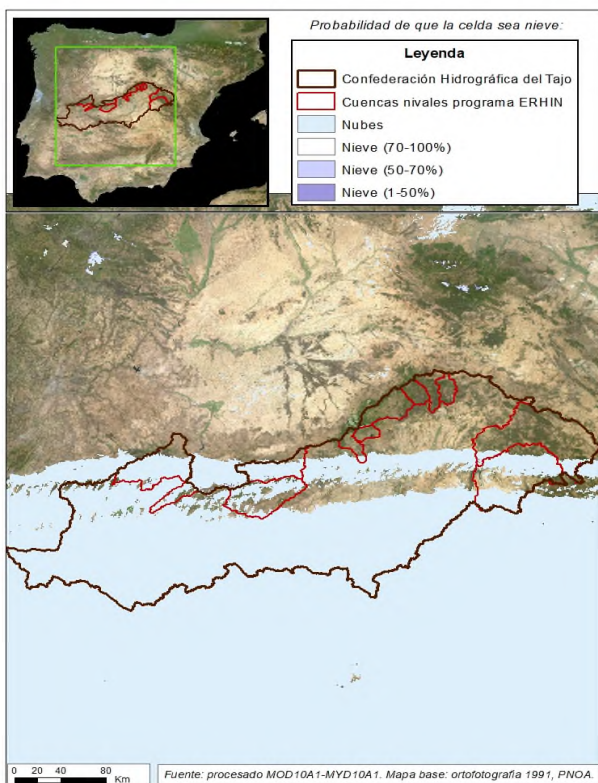 Probabilidad de que la celda sea nieve:
Leyenda
Confederación Hidrográfica del Tajo
Cuencas nivales programa ERHIN
Nubes
Nieve (70-100%)
Nieve (50-70%)
Nieve (1-50%)
0 20 40 80
Km
Fuente: procesado MOD10A1-MYD10A1. Mapa base: ortofotografia 1991, PNOA.